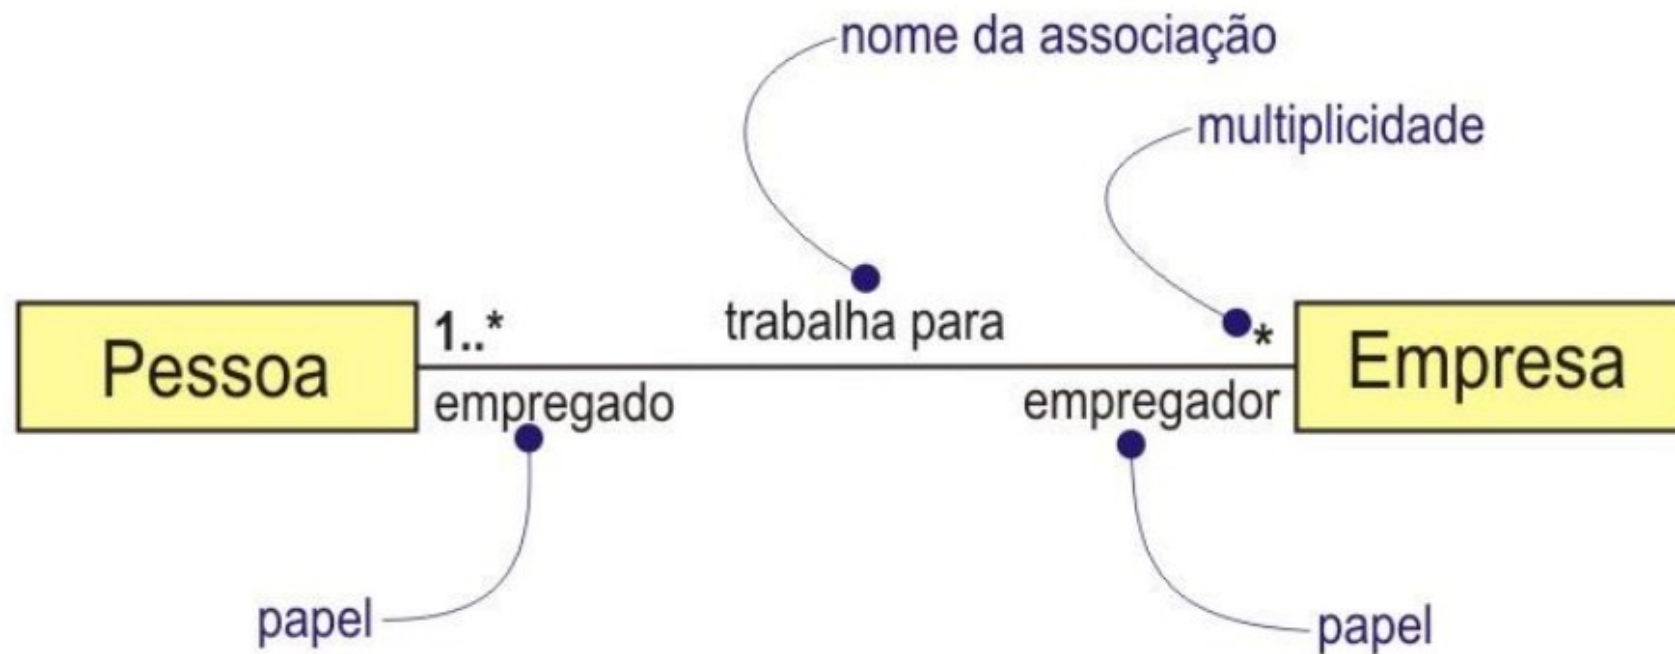 nome da associação
multiplicidade
Pessoa
1..*
trabalha para
*
Empresa
empregado
empregador
papel
papel